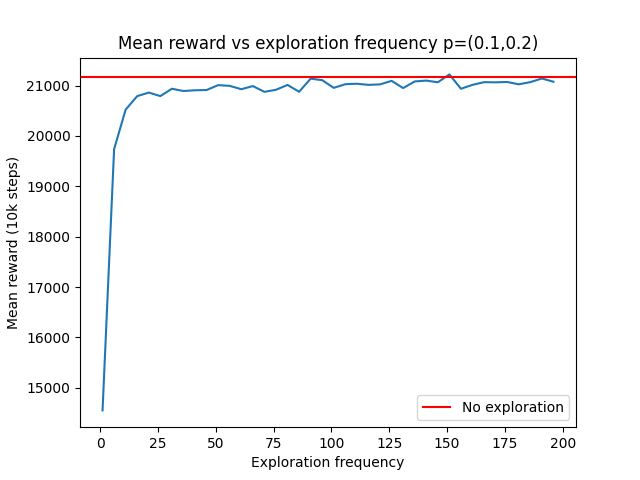 Mean reward vs exploration frequency p=(0.1,0.2)
Mean reward (10k steps)
21000
20000
19000
18000
17000
16000
15000
No exploration
0 25 50 75 100 125 150 175 200
Exploration frequency